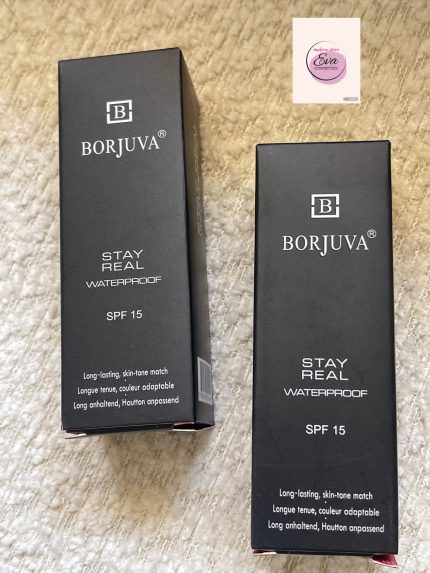 Eva
COSMETICS
B
BORJUVA®
STAY
REAL
WATERPROOF
SPF 15
Long-lasting, skin-tone match
Longue tenue, couleur adaptable
Long anhaltend, Hautton anpassend
B
BORJUVA®
STAY
REAL
WATERPROOF
SPF 15
Long-lasting, skin-tone match
Longue tenue, couleur adaptable
Long anhaltend, Hautton anpassend